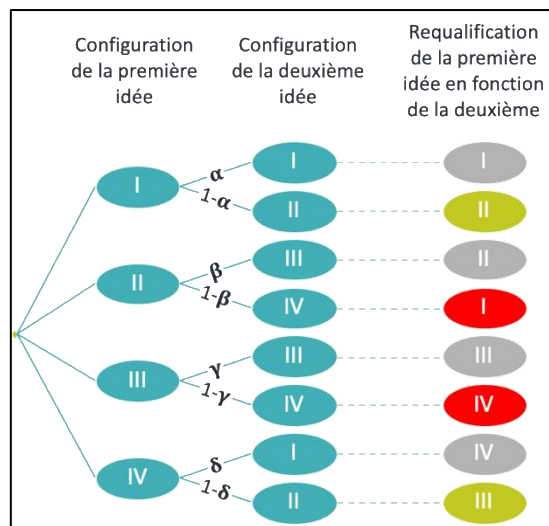 Configuration
de la première
idée
Configuration
de la deuxième
idée
Requalification
de la première
idée en fonction
de la deuxième
I
α
1-α
I
I
II
II
II
β
1-β
III
II
IV
I
III
γ
1-γ
III
III
IV
IV
IV
δ
1-δ
I
IV
II
III